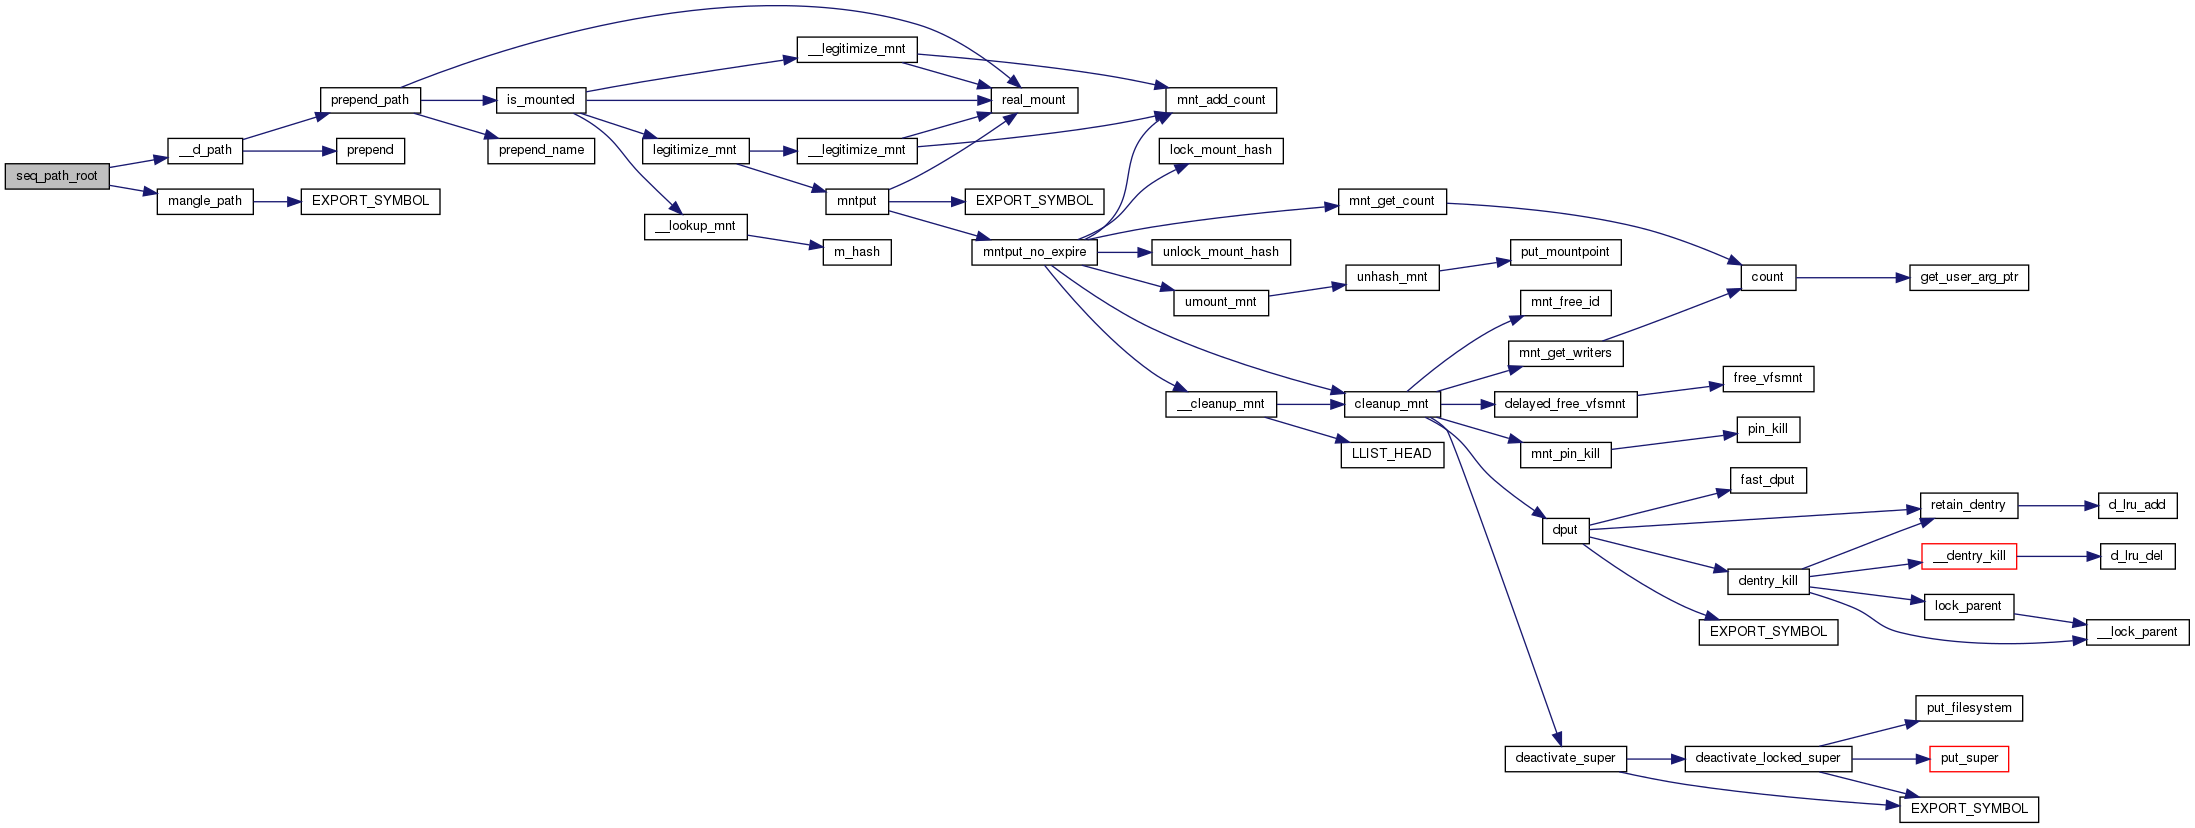 seq_path_root
__d_path
mangle_path
prepend_path
prepend
EXPORT_SYMBOL
is_mounted
prepend_name
__legitimize_mnt
legitimize_mnt
__lookup_mnt
real_mount
__legitimize_mnt
mntput
m_hash
EXPORT_SYMBOL
mntput_no_expire
mnt_add_count
lock_mount_hash
unlock_mount_hash
umount_mnt
__cleanup_mnt
mnt_get_count
unhash_mnt
cleanup_mnt
LLIST_HEAD
put_mountpoint
mnt_free_id
mnt_get_writers
delayed_free_vfsmnt
mnt_pin_kill
dput
deactivate_super
count
free_vfsmnt
pin_kill
fast_dput
dentry_kill
EXPORT_SYMBOL
deactivate_locked_super
get_user_arg_ptr
retain_dentry
__dentry_kill
lock_parent
put_filesystem
put_super
EXPORT_SYMBOL
d_lru_add
d_lru_del
__lock_parent